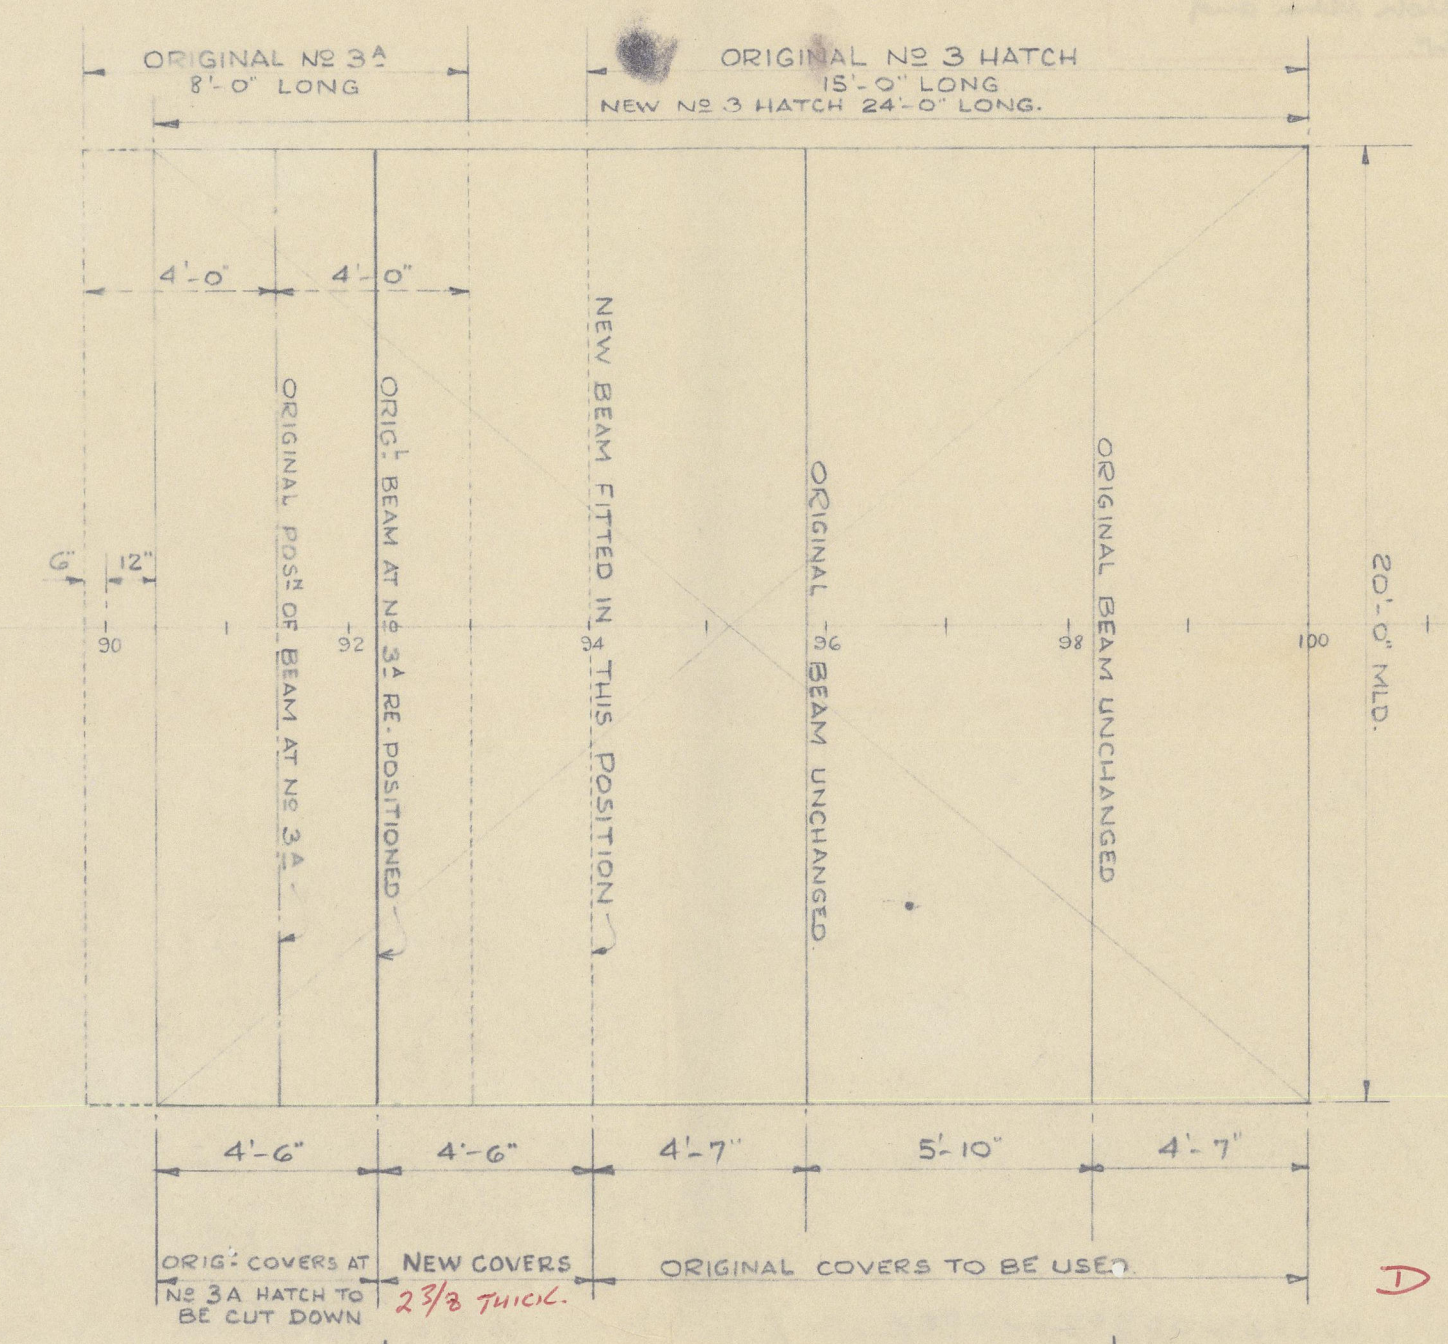 ORIGINAL Nº 3ᴬ
8'-0" LONG
ORIGINAL Nº 3 HATCH
15'-0" LONG
NEW Nº 3 HATCH 24'-0" LONG.
4'-0"
4'-0"
ORIGINAL POSᴺ OF BEAM AT Nº 3ᴬ
ORIGᴸ BEAM AT Nº 3ᴬ RE-POSITIONED
NEW BEAM FITTED IN THIS POSITION
ORIGINAL BEAM UNCHANGED.
ORIGINAL BEAM UNCHANGED
20'-0" MLD.
6"
12"
90
92
94
96
98
100
4'-6"
4'-6"
4'-7"
5'-10"
4'-7"
ORIGᴸ COVERS AT
Nº 3A HATCH TO
BE CUT DOWN
NEW COVERS
2 3/8 THICK.
ORIGINAL COVERS TO BE USED.
D